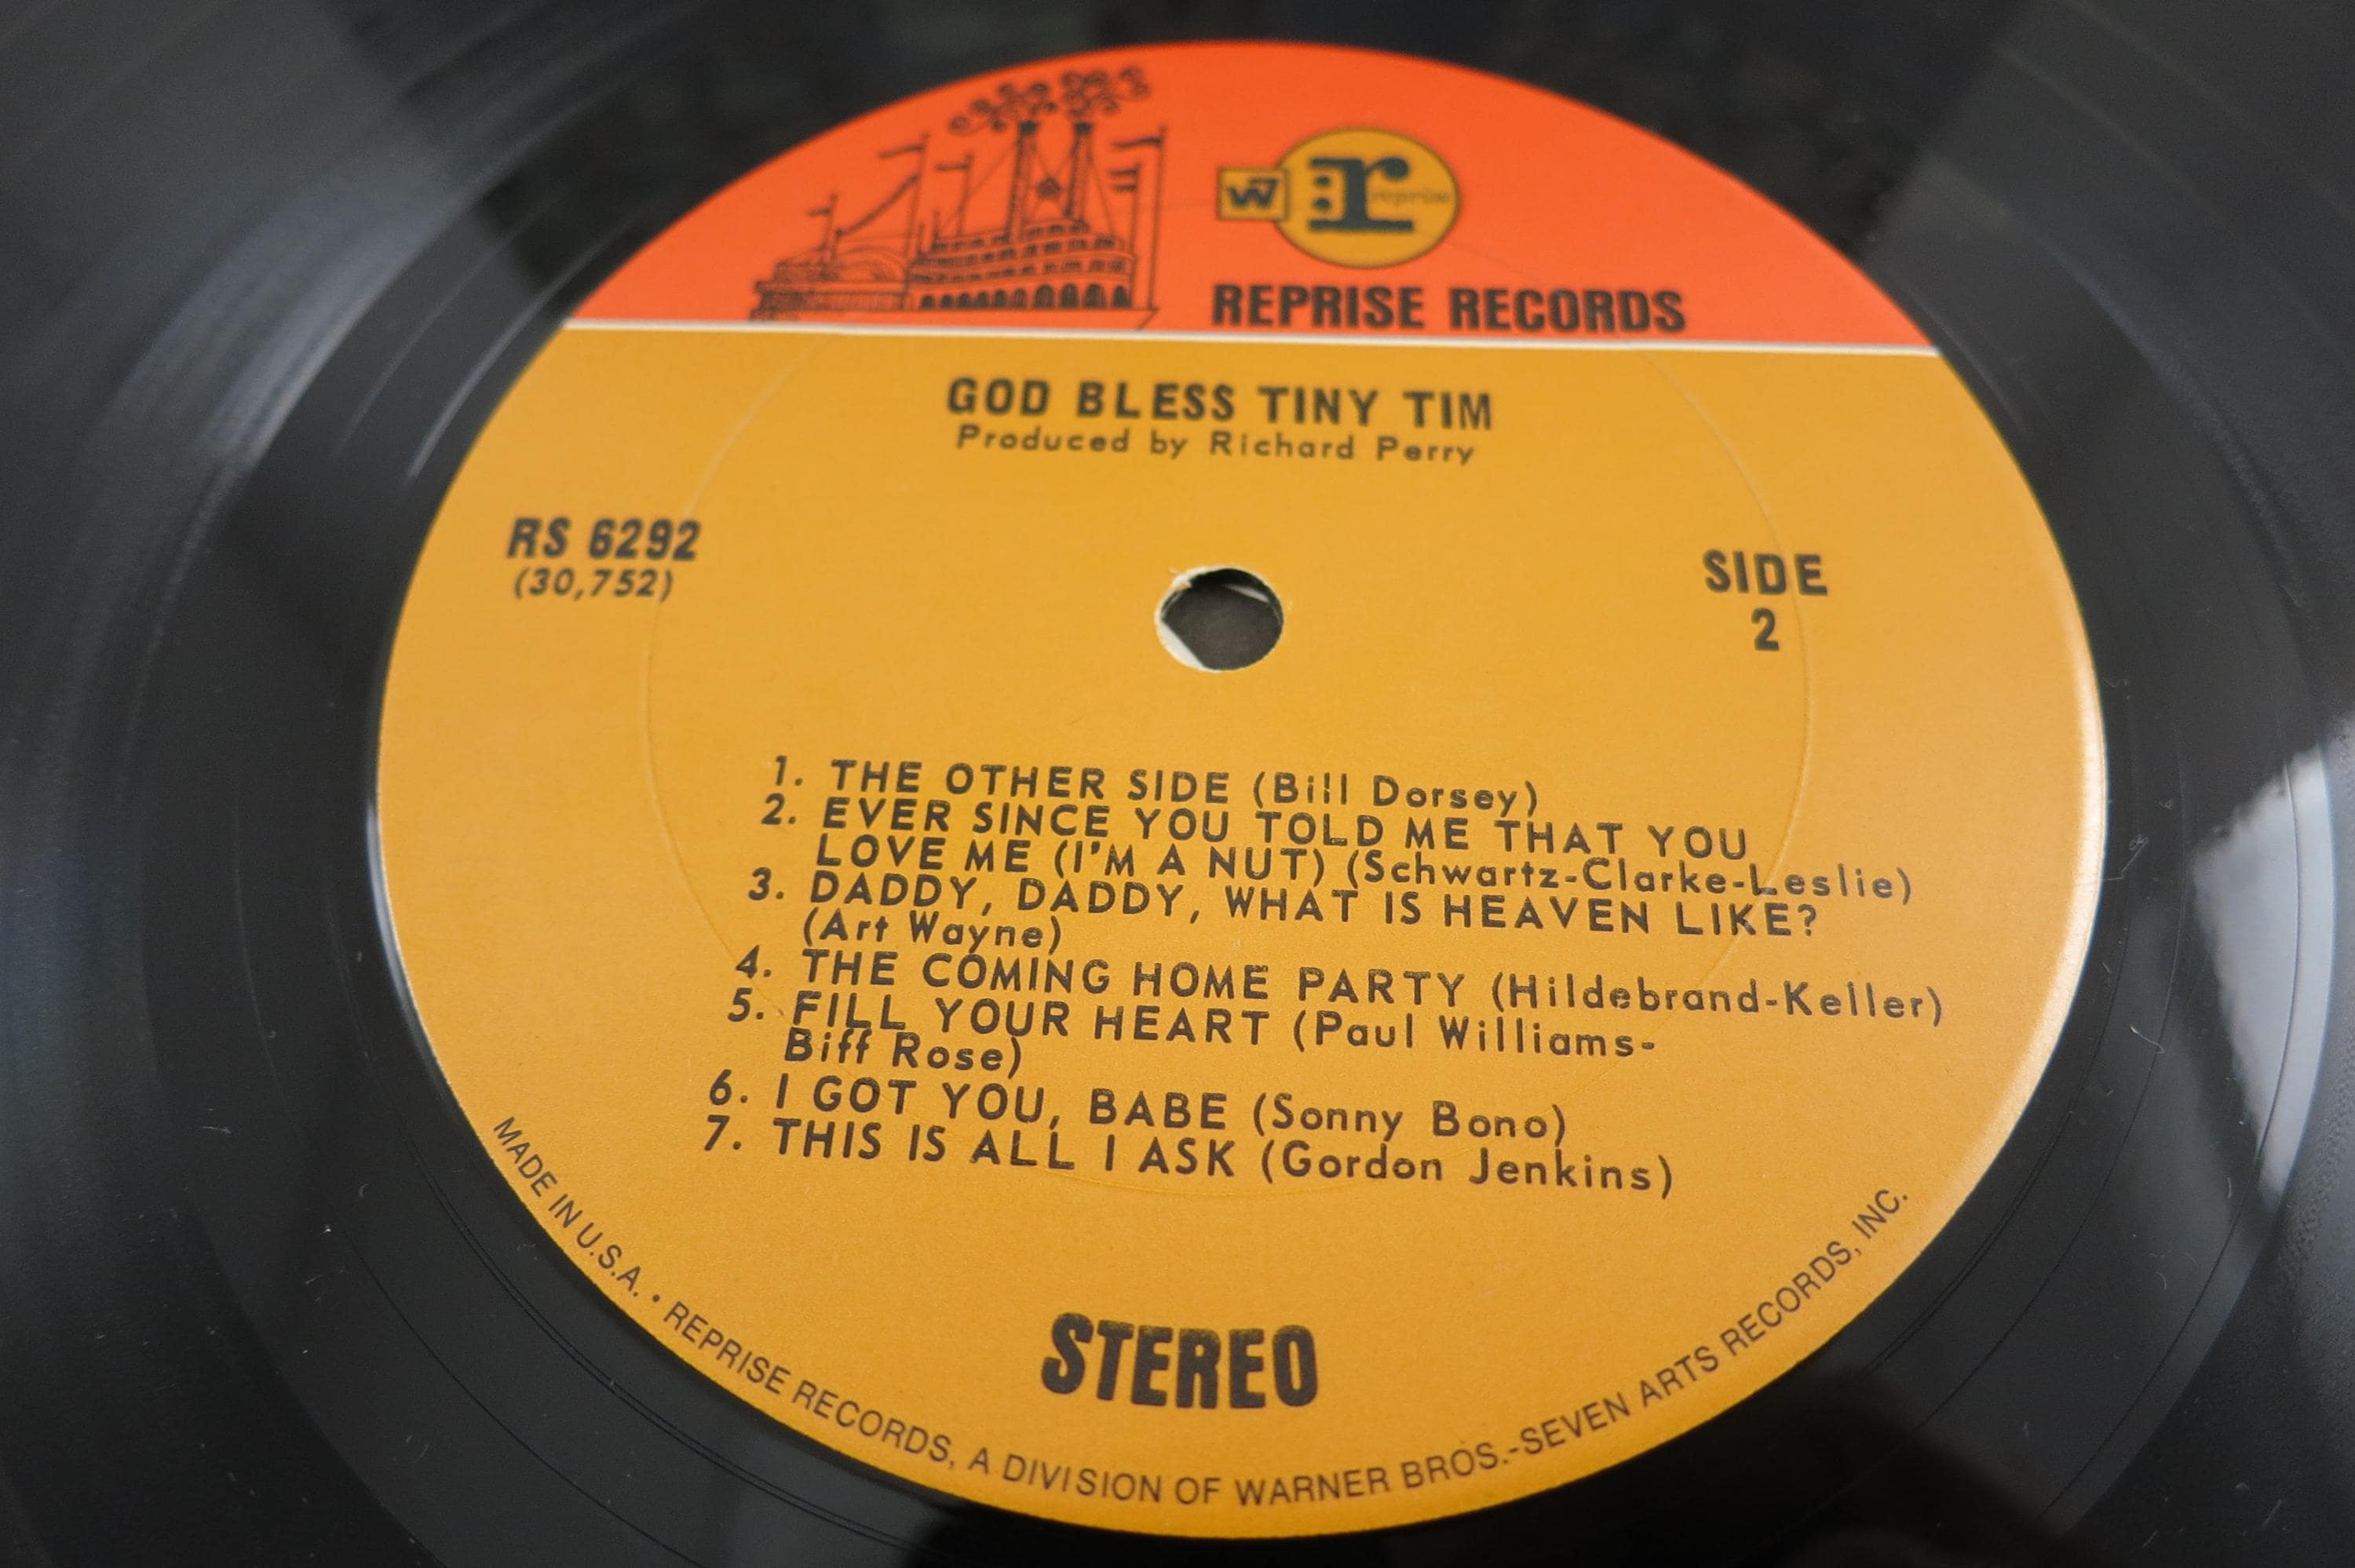 W7
r: reprise
REPRISE RECORDS
GOD BLESS TINY TIM
Produced by Richard Perry
RS 6292
(30,752)
SIDE
2
1. THE OTHER SIDE (Bill Dorsey)
2. EVER SINCE YOU TOLD ME THAT YOU
LOVE ME (I'M A NUT) (Schwartz-Clarke-Leslie)
3. DADDY, DADDY, WHAT IS HEAVEN LIKE?
(Art Wayne)
4. THE COMING HOME PARTY (Hildebrand-Keller)
5. FILL YOUR HEART (Paul Williams-
Biff Rose)
6. I GOT YOU, BABE (Sonny Bono)
7. THIS IS ALL I ASK (Gordon Jenkins)
STEREO
MADE IN U.S.A. • REPRISE RECORDS, A DIVISION OF WARNER BROS.-SEVEN ARTS RECORDS, INC.